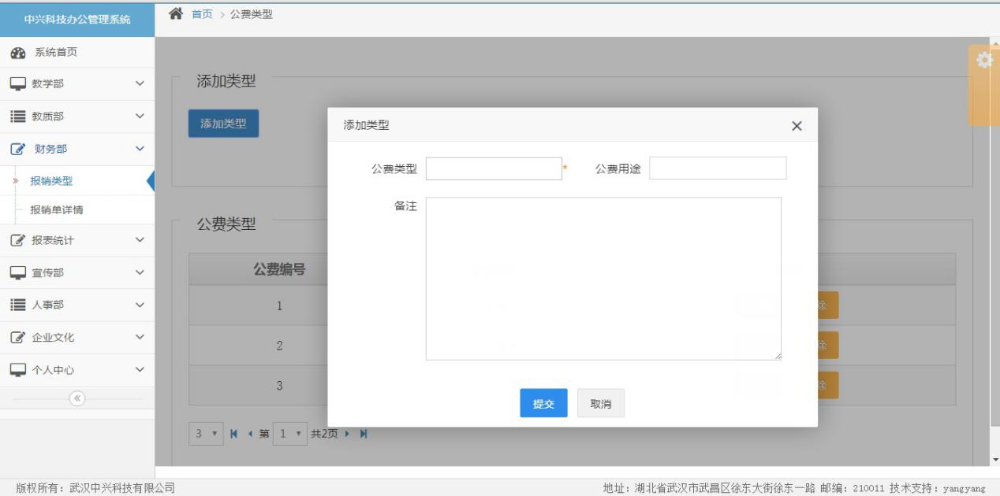 中兴科技办公管理系统
首页 > 公费类型
系统首页
教学部
教质部
财务部
报销类型
报销单详情
报表统计
宣传部
人事部
企业文化
个人中心
添加类型
添加类型
添加类型
公费类型
*
公费用途
备注
提交
取消
公费类型
公费编号
1
除
2
除
3
除
3 第 1 共2页
版权所有：武汉中兴科技有限公司
地址：湖北省武汉市武昌区徐东大街徐东一路 邮编：210011 技术支持：yangyang